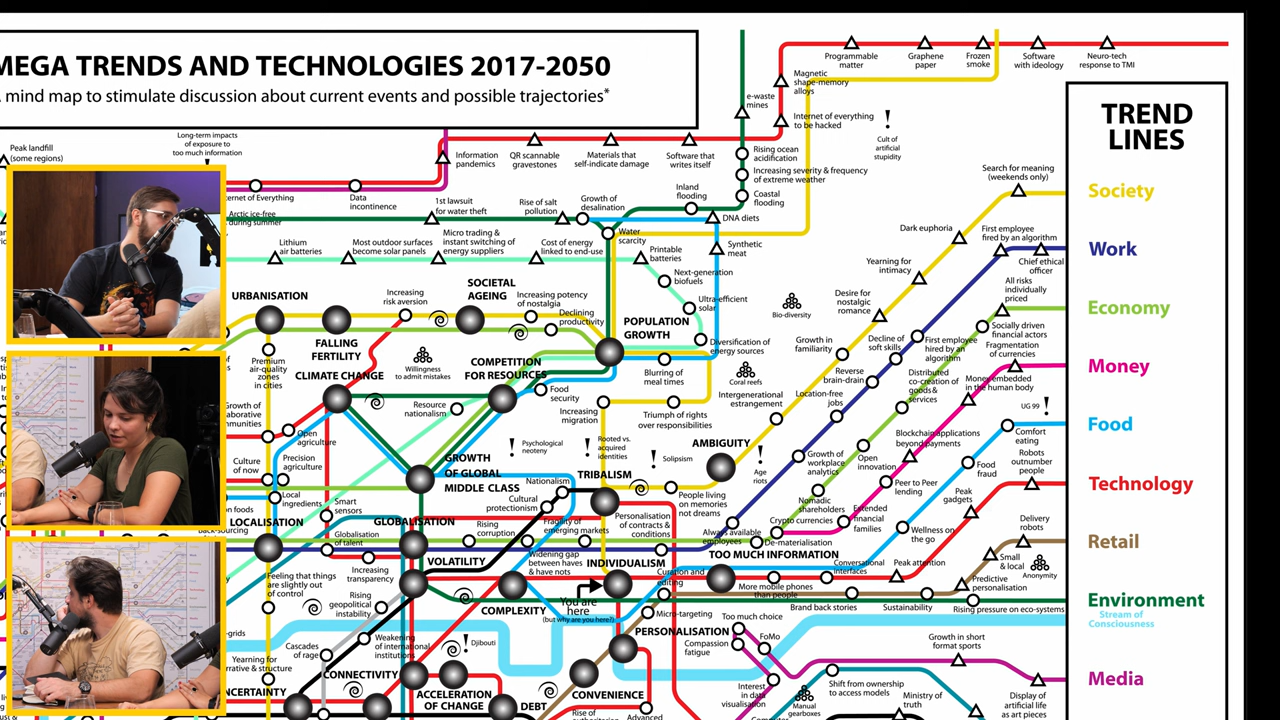 MEGA TRENDS AND TECHNOLOGIES 2017-2050
mind map to stimulate discussion about current events and possible trajectories*
Programmable
matter
Graphene
paper
Frozen
smoke
Software
with ideology
Neuro-tech
response to TMI
Magnetic
shape-memory
alloys
e-waste
mines
Internet of everything
to be hacked
!
Cult of
artificial
stupidity
TREND
LINES
Society
Work
Economy
Money
Food
Technology
Retail
Environment
Stream of
Consciousness
Media
Peak landfill
(some regions)
Long-term impacts
of exposure to
too much information
Information
pandemics
QR scannable
gravestones
Materials that
self-indicate damage
Software that
writes itself
Rising ocean
acidification
Increasing severity & frequency
of extreme weather
Coastal
flooding
Inland
flooding
Data
incontinence
Arctic ice-free
during summer
1st lawsuit
for water theft
Rise of salt
pollution
Growth of
desalination
Water
scarcity
DNA diets
Synthetic
meat
Lithium
air batteries
Most outdoor surfaces
become solar panels
Micro trading &
instant switching of
energy suppliers
Cost of energy
linked to end-use
Printable
batteries
Next-generation
biofuels
Ultra-efficient
solar
Diversification of
energy sources
Search for meaning
(weekends only)
Dark euphoria
First employee
fired by an algorithm
Chief ethical
officer
Yearning for
intimacy
All risks
individually
priced
Desire for
nostalgic
romance
Bio-diversity
Socially driven
financial actors
Fragmentation
of currencies
URBANISATION
FALLING
FERTILITY
Increasing
risk aversion
SOCIETAL
AGEING
Increasing potency
of nostalgia
Declining
productivity
POPULATION
GROWTH
Growth in
familiarity
Decline of
soft skills
First employee
hired by an
algorithm
Premium
air-quality
zones
in cities
CLIMATE CHANGE
Willingness
to admit mistakes
COMPETITION
FOR RESOURCES
Food
security
Blurring of
meal times
Coral reefs
Reverse
brain-drain
Distributed
co-creation of
goods &
services
Money embedded
in the human body
UG 99 !
Resource
nationalism
Increasing
migration
Triumph of rights
over responsibilities
Intergenerational
estrangement
Location-free
jobs
Open
agriculture
Psychological
neoteny
Rooted vs.
acquired
identities
Solipsism
AMBIGUITY
Age
riots
Growth of
workplace
analytics
Open
innovation
Blockchain applications
beyond payments
Comfort
eating
Food
fraud
Robots
outnumber
people
Culture
of now
Precision
agriculture
Local
ingredients
GROWTH
OF GLOBAL
MIDDLE CLASS
Nationalism
Cultural
protectionism
TRIBALISM
People living
on memories
not dreams
Nomadic
shareholders
Peer to Peer
lending
Peak
gadgets
LOCALISATION
Smart
sensors
Globalisation
of talent
GLOBALISATION
Rising
corruption
Fragility of
emerging markets
Personalisation
of contracts &
conditions
Always available
employees
Crypto currencies
De-materialisation
Extended
financial
families
Wellness on
the go
Delivery
robots
Small
& local
Anonymity
Increasing
transparency
VOLATILITY
Widening gap
between haves
& have nots
INDIVIDUALISM
Curation and
editing
TOO MUCH INFORMATION
More mobile phones
than people
Conversational
interfaces
Peak attention
Predictive
personalisation
Feeling that things
are slightly out
of control
Rising
geopolitical
instability
COMPLEXITY
You are
here
(but why are you here?)
Micro-targeting
Brand back stories
Sustainability
Rising pressure on eco-systems
PERSONALISATION
Compassion
fatigue
Too much choice
FoMo
Growth in short
format sports
Cascades
of rage
Weakening
of international
institutions
Djibouti
CONNECTIVITY
ACCELERATION
OF CHANGE
DEBT
CONVENIENCE
Interest
in data
visualisation
Manual
gearboxes
Shift from ownership
to access models
Ministry of
truth
Display of
artificial life
as art pieces
Rise of
Advanced